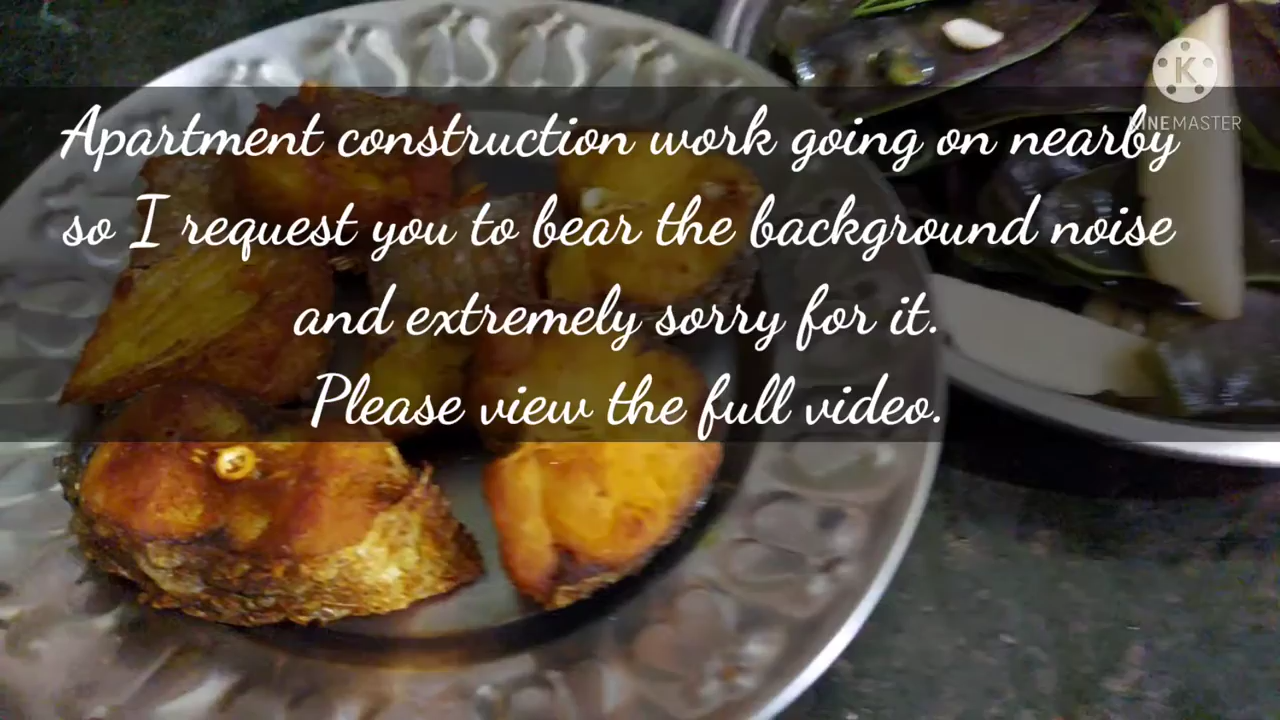 Apartment construction work going on nearby
so I request you to bear the background noise
and extremely sorry for it.
Please view the full video.
K
KINEMASTER